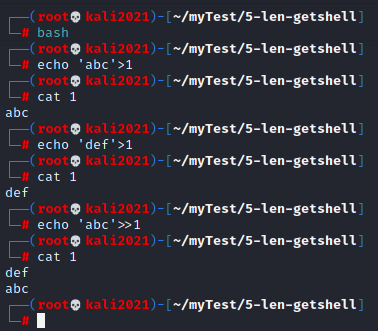 ┌──(root💀kali2021)-[~/myTest/5-len-getshell]
└─# bash
┌──(root💀kali2021)-[~/myTest/5-len-getshell]
└─# echo 'abc'>1
┌──(root💀kali2021)-[~/myTest/5-len-getshell]
└─# cat 1
abc
┌──(root💀kali2021)-[~/myTest/5-len-getshell]
└─# echo 'def'>1
┌──(root💀kali2021)-[~/myTest/5-len-getshell]
└─# cat 1
def
┌──(root💀kali2021)-[~/myTest/5-len-getshell]
└─# echo 'abc'>>1
┌──(root💀kali2021)-[~/myTest/5-len-getshell]
└─# cat 1
def
abc
┌──(root💀kali2021)-[~/myTest/5-len-getshell]
└─#